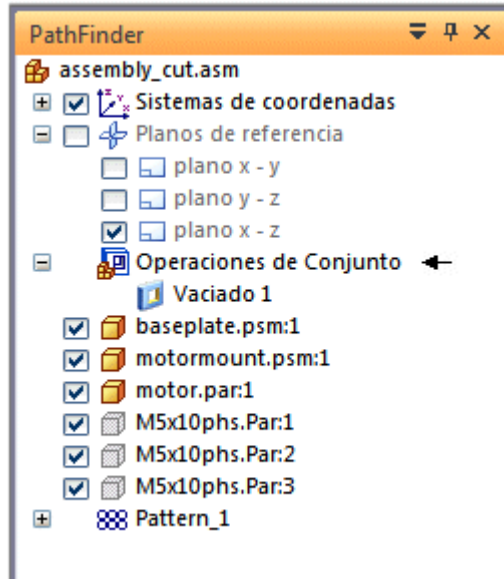 PathFinder
assembly_cut.asm
Sistemas de coordenadas
Planos de referencia
plano x - y
plano y - z
plano x - z
Operaciones de Conjunto
Vaciado 1
baseplate.psm:1
motormount.psm:1
motor.par:1
M5x10phs.Par:1
M5x10phs.Par:2
M5x10phs.Par:3
Pattern_1